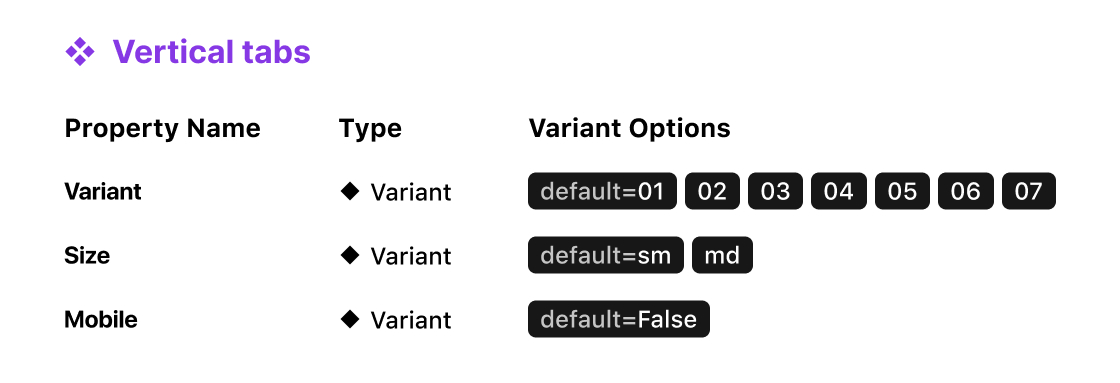 Vertical tabs
Property Name Type Variant Options
Variant Variant default=01 02 03 04 05 06 07
Size Variant default=sm md
Mobile Variant default=False